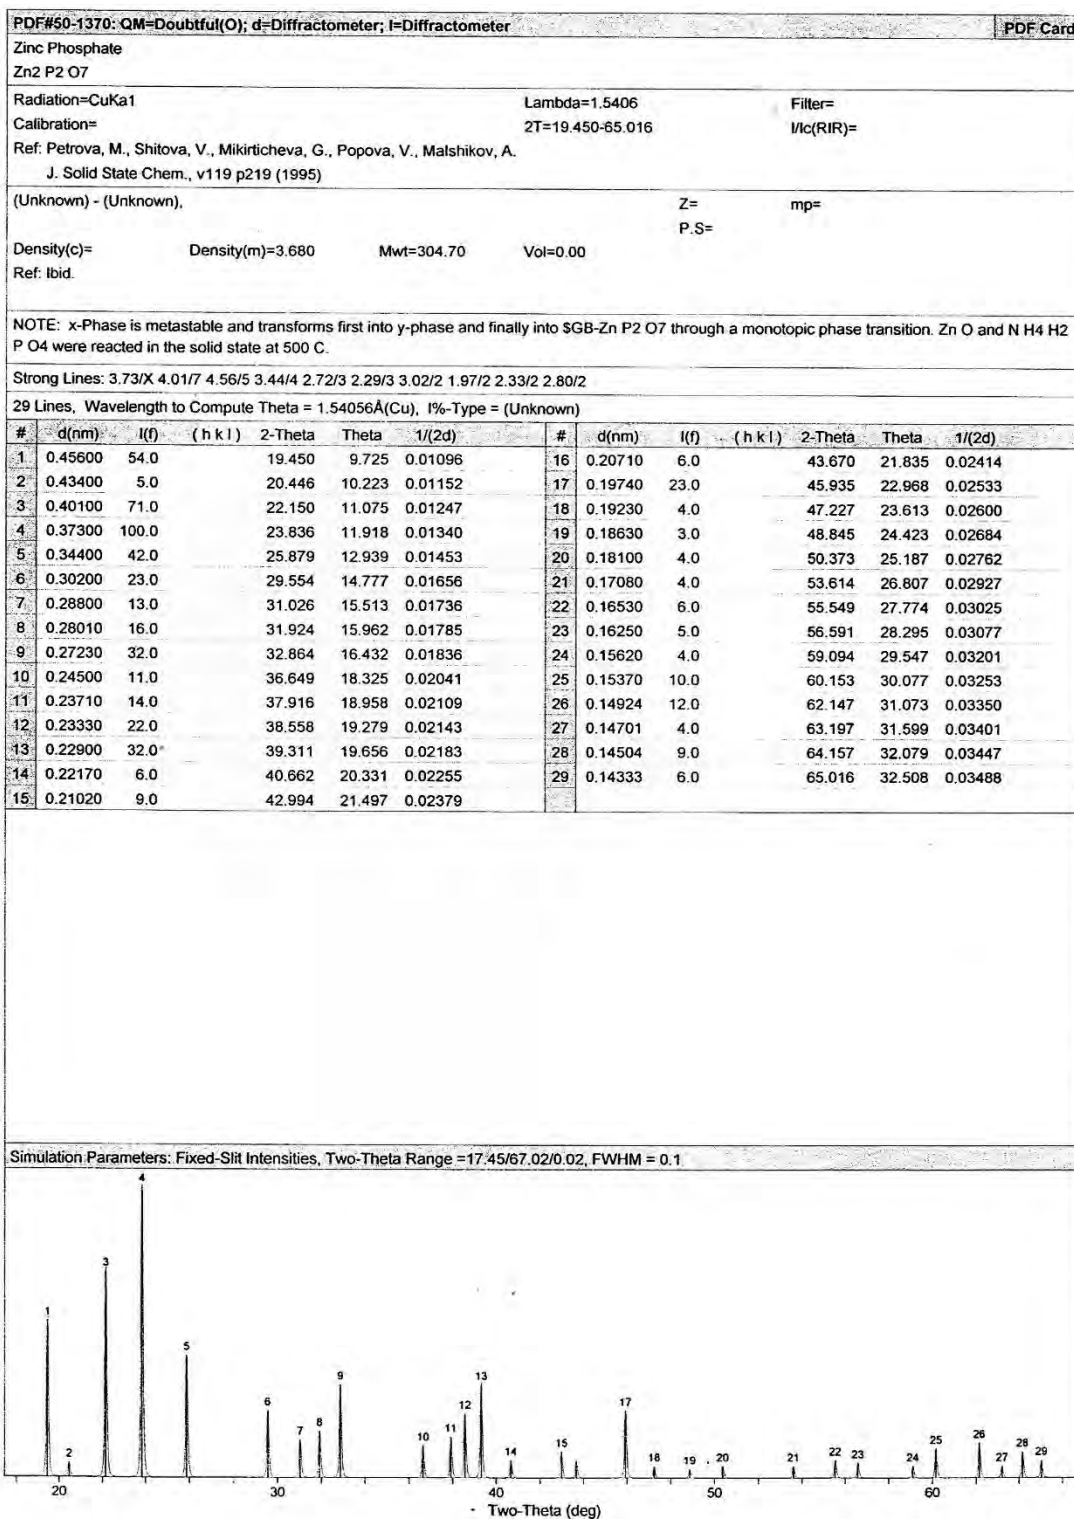 PDF#50-1370: QM=Doubtful(O); d=Diffractometer; I=Diffractometer PDF Card
Zinc Phosphate
Zn2 P2 O7
Radiation=CuKa1 Lambda=1.5406 Filter=
Calibration= 2T=19.450-65.016 I/Ic(RIR)=
Ref: Petrova, M., Shitova, V., Mikirticheva, G., Popova, V., Malshikov, A.
J. Solid State Chem., v119 p219 (1995)
(Unknown) - (Unknown), Z= mp=
P.S=
Density(c)= Density(m)=3.680 Mwt=304.70 Vol=0.00
Ref: Ibid.
NOTE: x-Phase is metastable and transforms first into y-phase and finally into $GB-Zn P2 O7 through a monotopic phase transition. Zn O and N H4 H2
P O4 were reacted in the solid state at 500 C.
Strong Lines: 3.73/X 4.01/7 4.56/5 3.44/4 2.72/3 2.29/3 3.02/2 1.97/2 2.33/2 2.80/2
29 Lines, Wavelength to Compute Theta = 1.54056Å(Cu), I%-Type = (Unknown)
# d(nm) I(f) (h k l) 2-Theta Theta 1/(2d) # d(nm) I(f) (h k l) 2-Theta Theta 1/(2d)
1 0.45600 54.0 19.450 9.725 0.01096 16 0.20710 6.0 43.670 21.835 0.02414
2 0.43400 5.0 20.446 10.223 0.01152 17 0.19740 23.0 45.935 22.968 0.02533
3 0.40100 71.0 22.150 11.075 0.01247 18 0.19230 4.0 47.227 23.613 0.02600
4 0.37300 100.0 23.836 11.918 0.01340 19 0.18630 3.0 48.845 24.423 0.02684
5 0.34400 42.0 25.879 12.939 0.01453 20 0.18100 4.0 50.373 25.187 0.02762
6 0.30200 23.0 29.554 14.777 0.01656 21 0.17080 4.0 53.614 26.807 0.02927
7 0.28800 13.0 31.026 15.513 0.01736 22 0.16530 6.0 55.549 27.774 0.03025
8 0.28010 16.0 31.924 15.962 0.01785 23 0.16250 5.0 56.591 28.295 0.03077
9 0.27230 32.0 32.864 16.432 0.01836 24 0.15620 4.0 59.094 29.547 0.03201
10 0.24500 11.0 36.649 18.325 0.02041 25 0.15370 10.0 60.153 30.077 0.03253
11 0.23710 14.0 37.916 18.958 0.02109 26 0.14924 12.0 62.147 31.073 0.03350
12 0.23330 22.0 38.558 19.279 0.02143 27 0.14701 4.0 63.197 31.599 0.03401
13 0.22900 32.0 39.311 19.656 0.02183 28 0.14504 9.0 64.157 32.079 0.03447
14 0.22170 6.0 40.662 20.331 0.02255 29 0.14333 6.0 65.016 32.508 0.03488
15 0.21020 9.0 42.994 21.497 0.02379
Simulation Parameters: Fixed-Slit Intensities, Two-Theta Range =17.45/67.02/0.02, FWHM = 0.1
4
3
1
5
9 13
6 12 17
7 8 10 11
2 14 15 18 19 20 21 22 23 24 25 26 27 28 29
20 30 40 50 60
Two-Theta (deg)